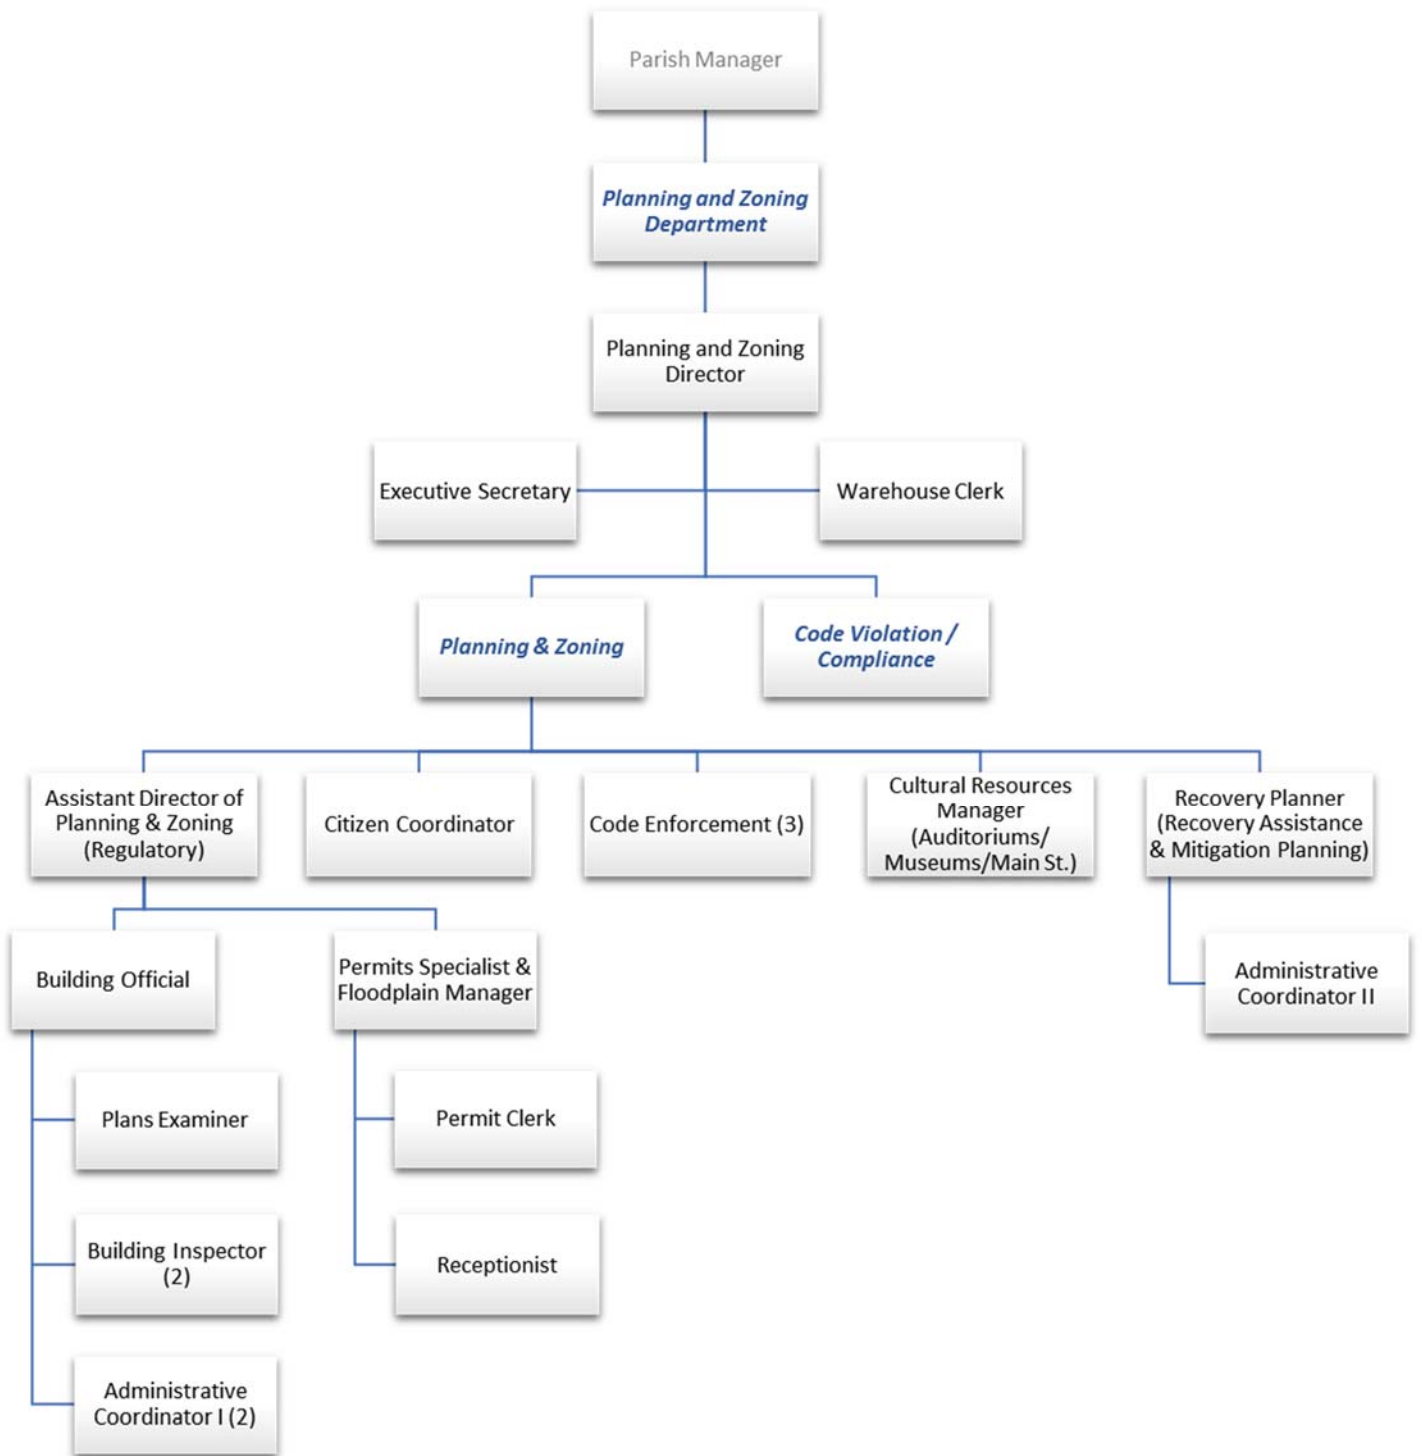 Parish Manager
Planning and Zoning
Department
Planning and Zoning
Director
Executive Secretary
Warehouse Clerk
Planning & Zoning
Code Violation /
Compliance
Assistant Director of
Planning & Zoning
(Regulatory)
Citizen Coordinator
Code Enforcement (3)
Cultural Resources
Manager
(Auditoriums/
Museums/Main St.)
Recovery Planner
(Recovery Assistance
& Mitigation Planning)
Building Official
Permits Specialist &
Floodplain Manager
Administrative
Coordinator II
Plans Examiner
Permit Clerk
Building Inspector
(2)
Receptionist
Administrative
Coordinator I (2)